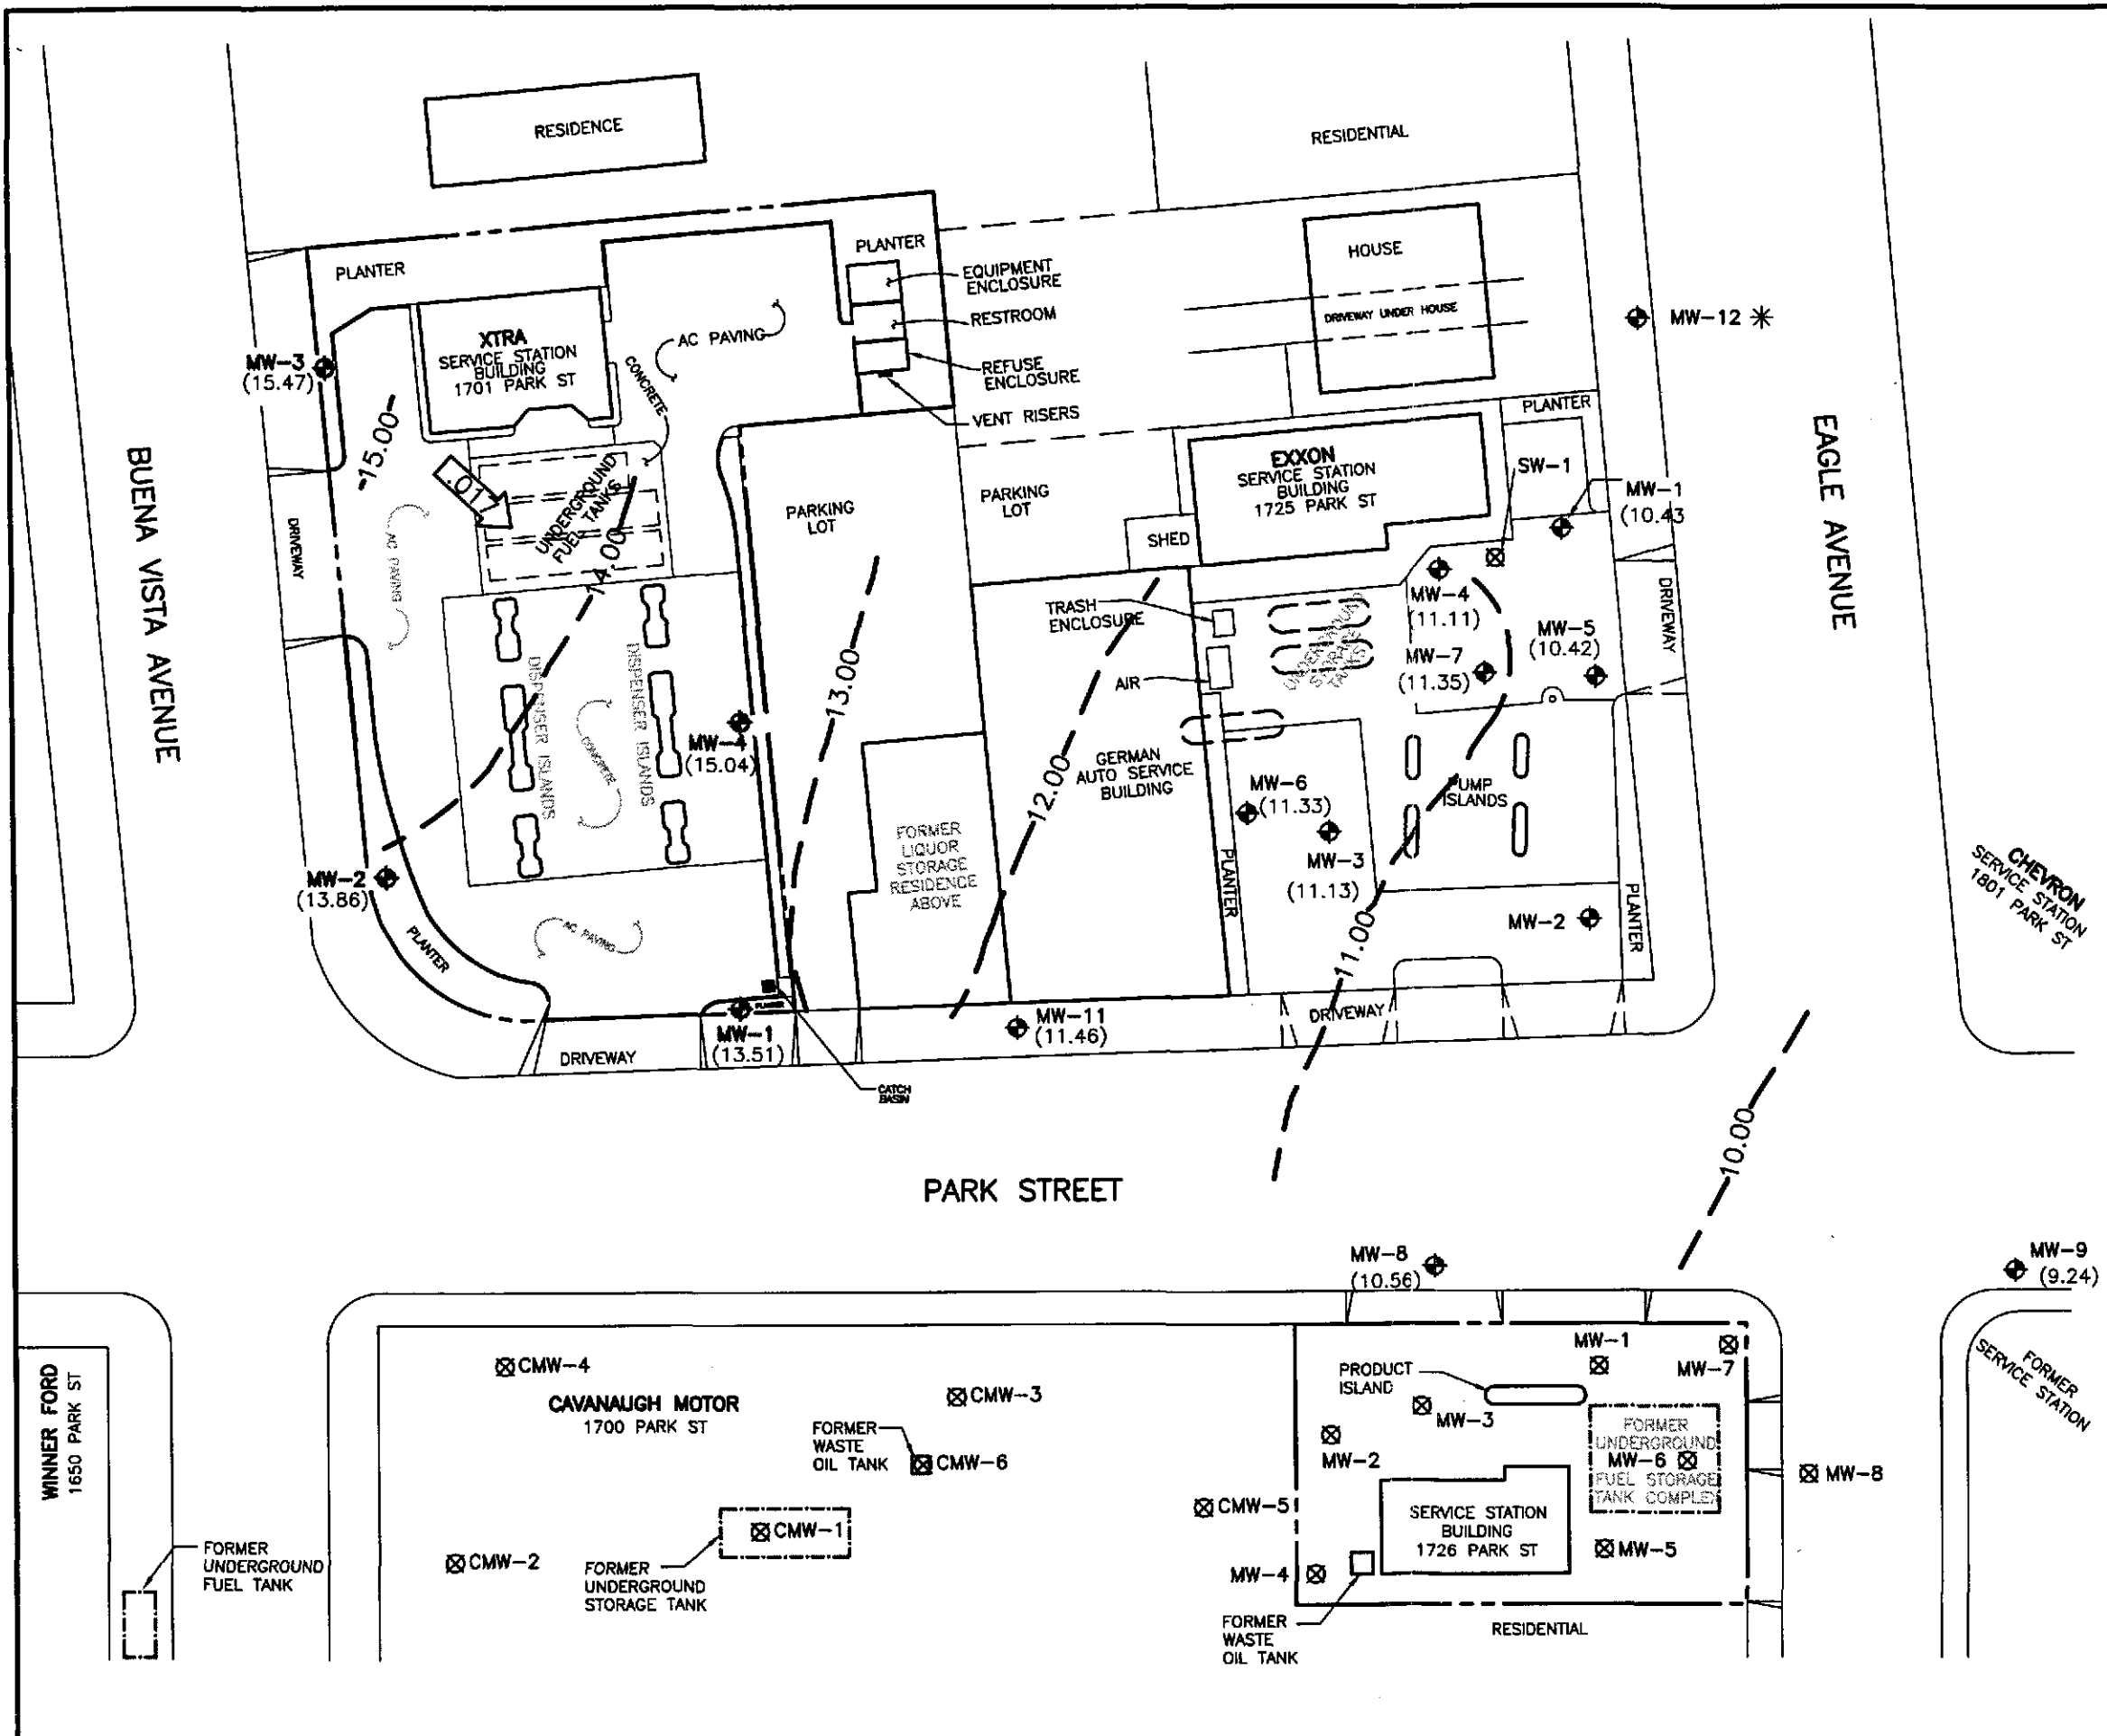 RESIDENCE
RESIDENTIAL
PLANTER
PLANTER
EQUIPMENT
ENCLOSURE
RESTROOM
REFUSE
ENCLOSURE
VENT RISERS
HOUSE
DRIVEWAY UNDER HOUSE
MW-12 *
XTRA
SERVICE STATION
BUILDING
1701 PARK ST
AC PAVING
CONCRETE
MW-3
(15.47)
15.00
.017
UNDERGROUND
FUEL TANKS
14.00
BUENA VISTA AVENUE
DRIVEWAY
AC PAVING
PARKING
LOT
PARKING
LOT
PLANTER
EXXON
SERVICE STATION
BUILDING
1725 PARK ST
SHED
SW-1
MW-1
(10.43
EAGLE AVENUE
DRIVEWAY
TRASH
ENCLOSURE
AIR
MW-4
(11.11)
MW-5
(10.42)
MW-7
(11.35)
13.00
DISPENSER ISLANDS
DISPENSER ISLANDS
CONCRETE
MW-4
(15.04)
12.00
GERMAN
AUTO SERVICE
BUILDING
MW-6
(11.33)
PUMP
ISLANDS
MW-3
(11.13)
MW-2
(13.86)
PLANTER
AC PAVING
FORMER
LIQUOR
STORAGE
RESIDENCE
ABOVE
PLANTER
11.00
MW-2
PLANTER
CHEVRON
SERVICE STATION
1801 PARK ST
PLANTER
MW-1
(13.51)
DRIVEWAY
MW-11
(11.46)
DRIVEWAY
CATCH
BASIN
10.00
PARK STREET
MW-8
(10.56)
MW-9
(9.24)
WINNER FORD
1650 PARK ST
CMW-4
CAVANAUGH MOTOR
1700 PARK ST
CMW-3
FORMER
WASTE
OIL TANK
CMW-6
CMW-5
CMW-1
CMW-2
FORMER
UNDERGROUND
STORAGE TANK
FORMER
UNDERGROUND
FUEL TANK
PRODUCT
ISLAND
MW-1
MW-7
MW-3
MW-2
FORMER
UNDERGROUND
MW-6
FUEL STORAGE
TANK COMPLEX
MW-8
SERVICE STATION
BUILDING
1726 PARK ST
MW-5
MW-4
FORMER
WASTE
OIL TANK
RESIDENTIAL
FORMER
SERVICE STATION